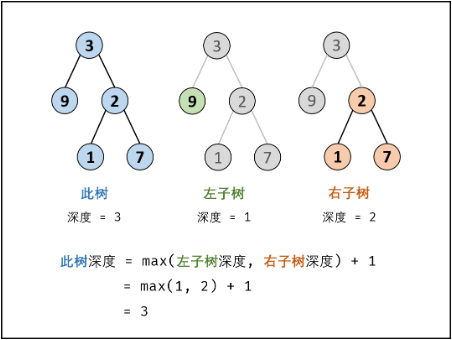 3 3 3
9 2 9 2 9 2
1 7 1 7 1 7
此树 左子树 右子树
深度 = 3 深度 = 1 深度 = 2
此树深度 = max(左子树深度, 右子树深度) + 1
= max(1, 2) + 1
= 3